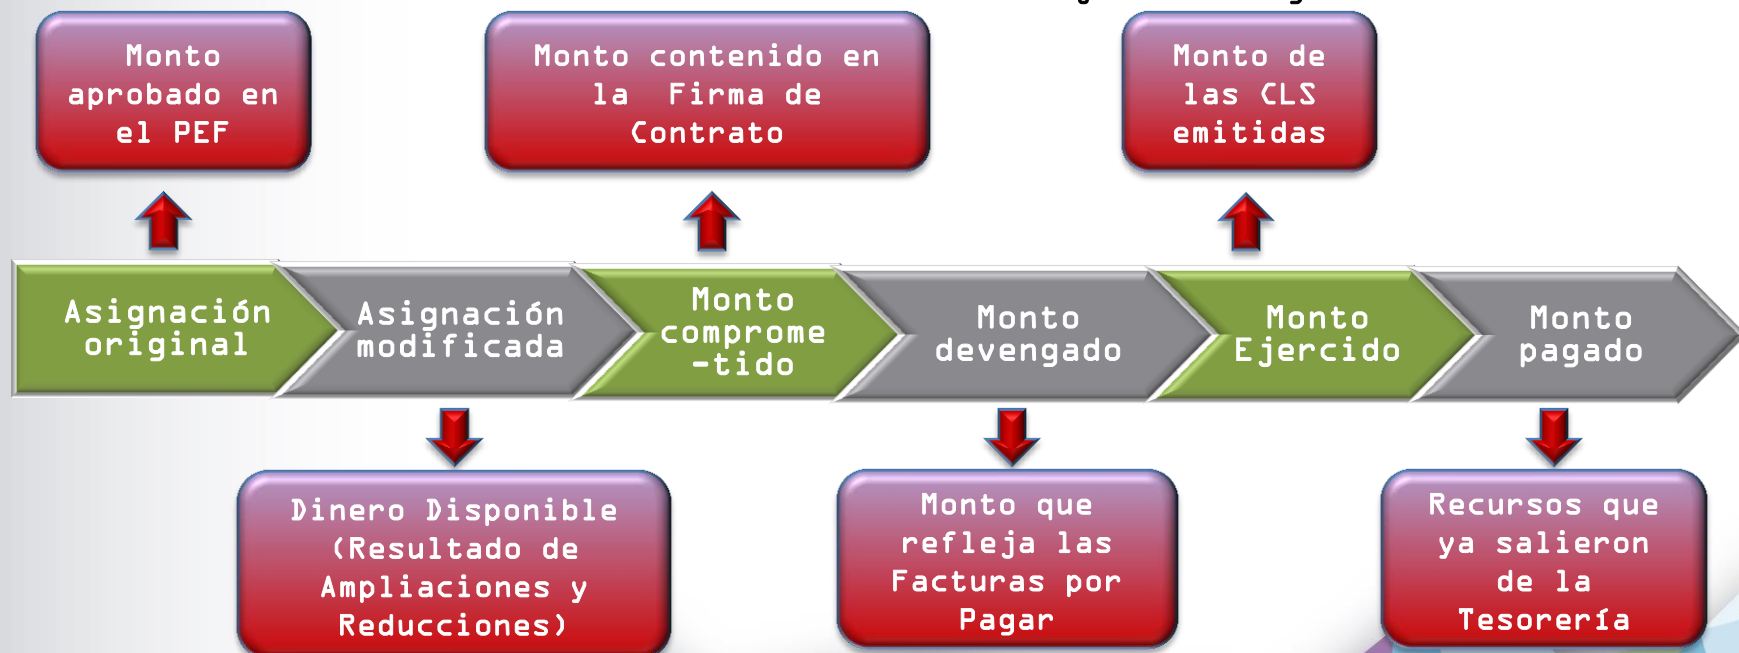 Monto
aprobado en
el PEF
Monto contenido en
la Firma de
Contrato
Monto de
las CLS
emitidas
Asignación
original
Asignación
modificada
Monto
comprome
-tido
Monto
devengado
Monto
Ejercido
Monto
pagado
Dinero Disponible
(Resultado de
Ampliaciones y
Reducciones)
Monto que
refleja las
Facturas por
Pagar
Recursos que
ya salieron
de la
Tesorería